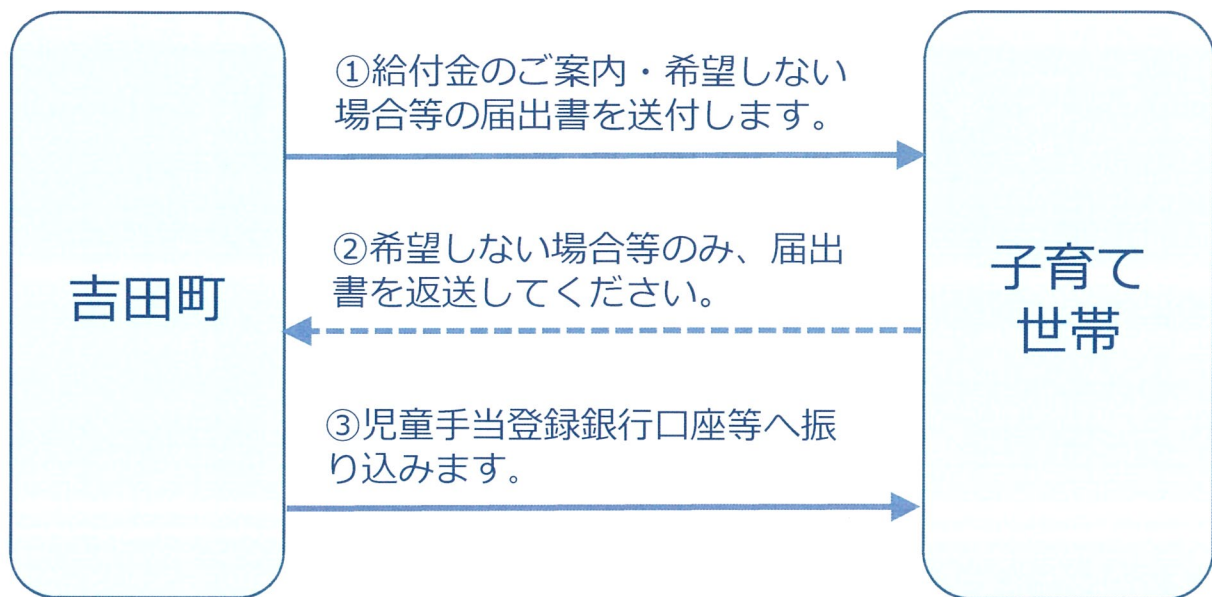 ①給付金のご案内・希望しない
場合等の届出書を送付します。
吉田町
②希望しない場合等のみ、届出
書を返送してください。
子育て
世帯
③児童手当登録銀行口座等へ振
り込みます。